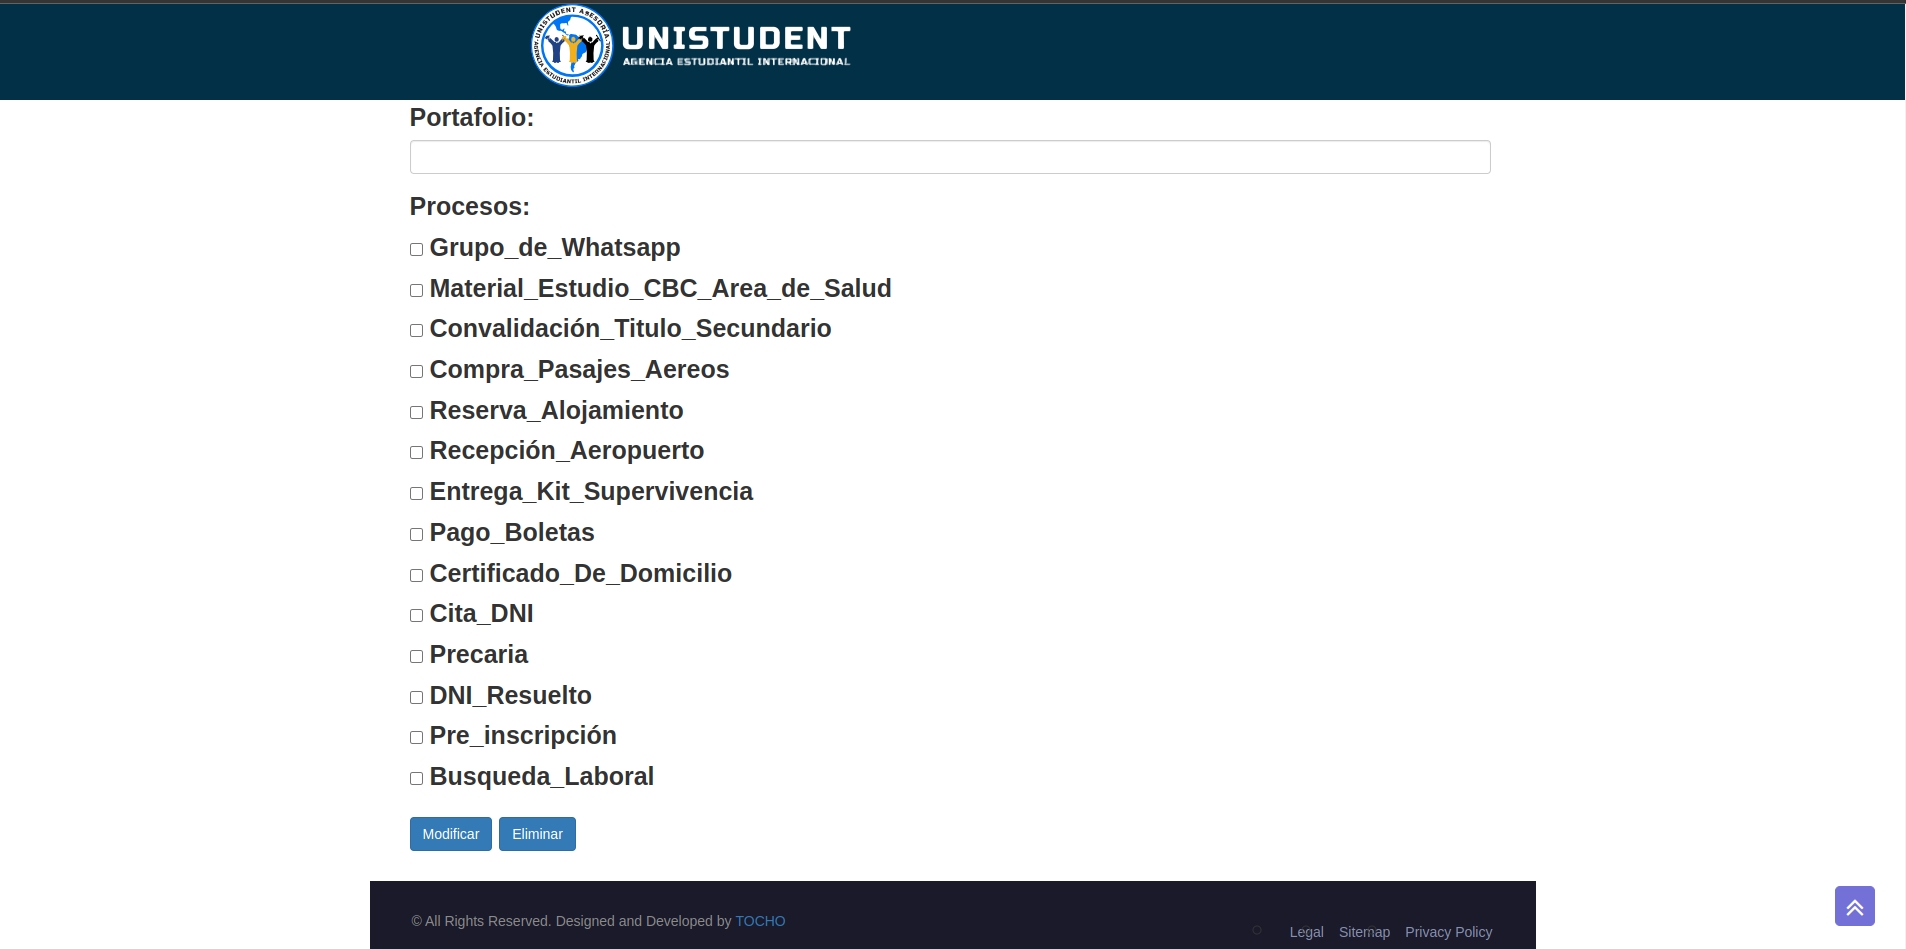 UNISTUDENT ASESORÍA
AGENCIA ESTUDIANTIL INTERNACIONAL
UNISTUDENT
AGENCIA ESTUDIANTIL INTERNACIONAL
Portafolio:
Procesos:
Grupo_de_Whatsapp
Material_Estudio_CBC_Area_de_Salud
Convalidación_Titulo_Secundario
Compra_Pasajes_Aereos
Reserva_Alojamiento
Recepción_Aeropuerto
Entrega_Kit_Supervivencia
Pago_Boletas
Certificado_De_Domicilio
Cita_DNI
Precaria
DNI_Resuelto
Pre_inscripción
Busqueda_Laboral
Modificar Eliminar
© All Rights Reserved. Designed and Developed by TOCHO
Legal Sitemap Privacy Policy